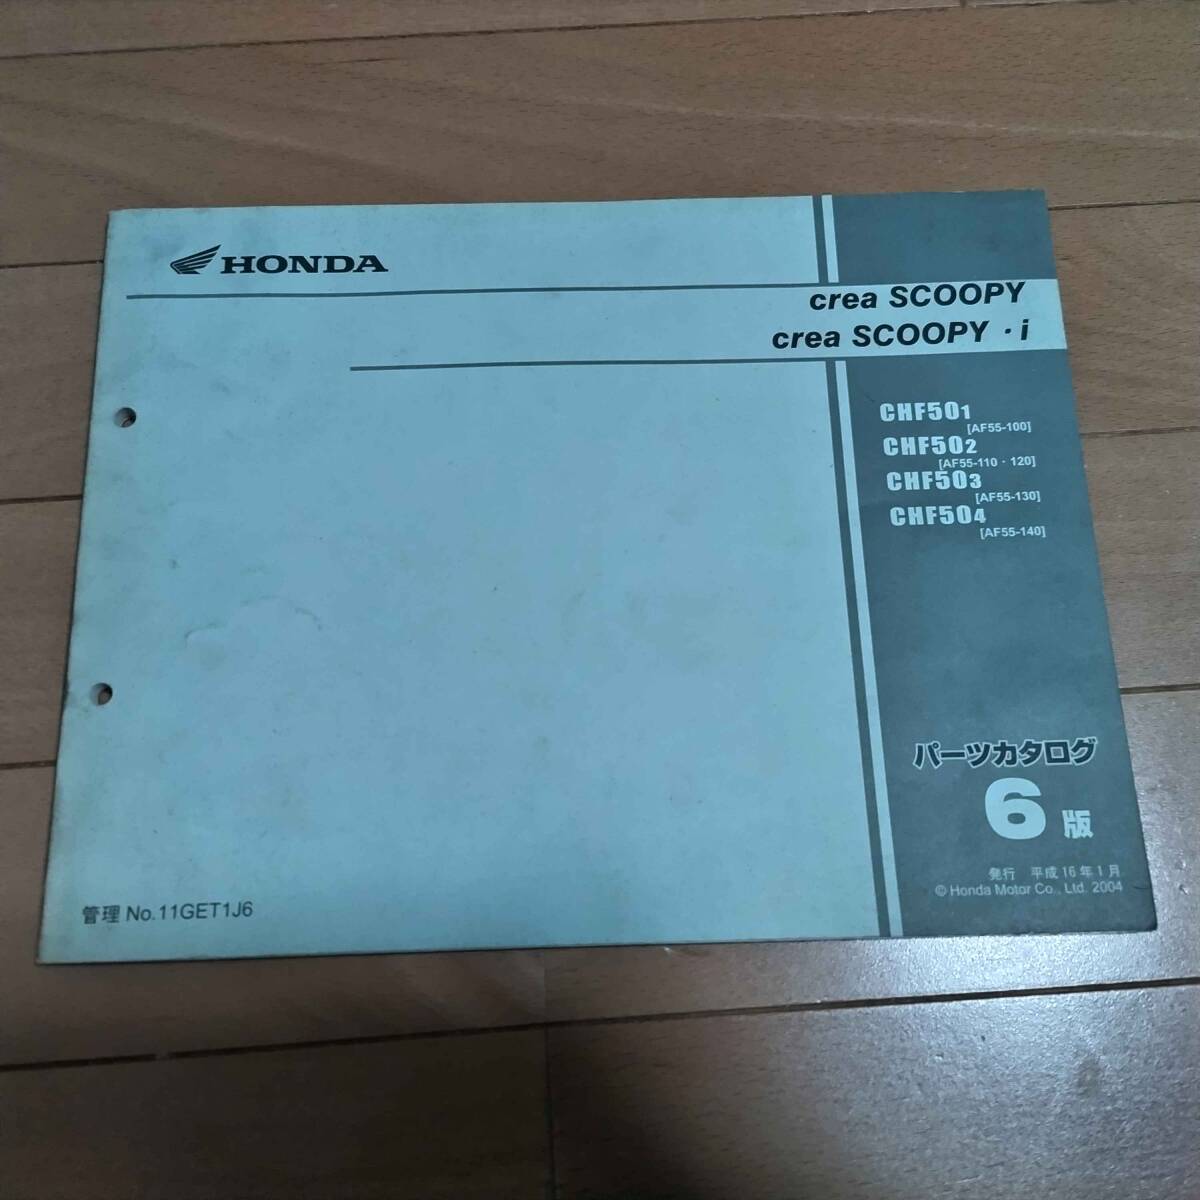 HONDA
crea SCOOPY
crea SCOOPY ・i
CHF501
[AF55-100]
CHF502
[AF55-110・120]
CHF503
[AF55-130]
CHF504
[AF55-140]
パーツカタログ
6版
発行 平成16年1月
© Honda Motor Co., Ltd. 2004
管理 No.11GET1J6